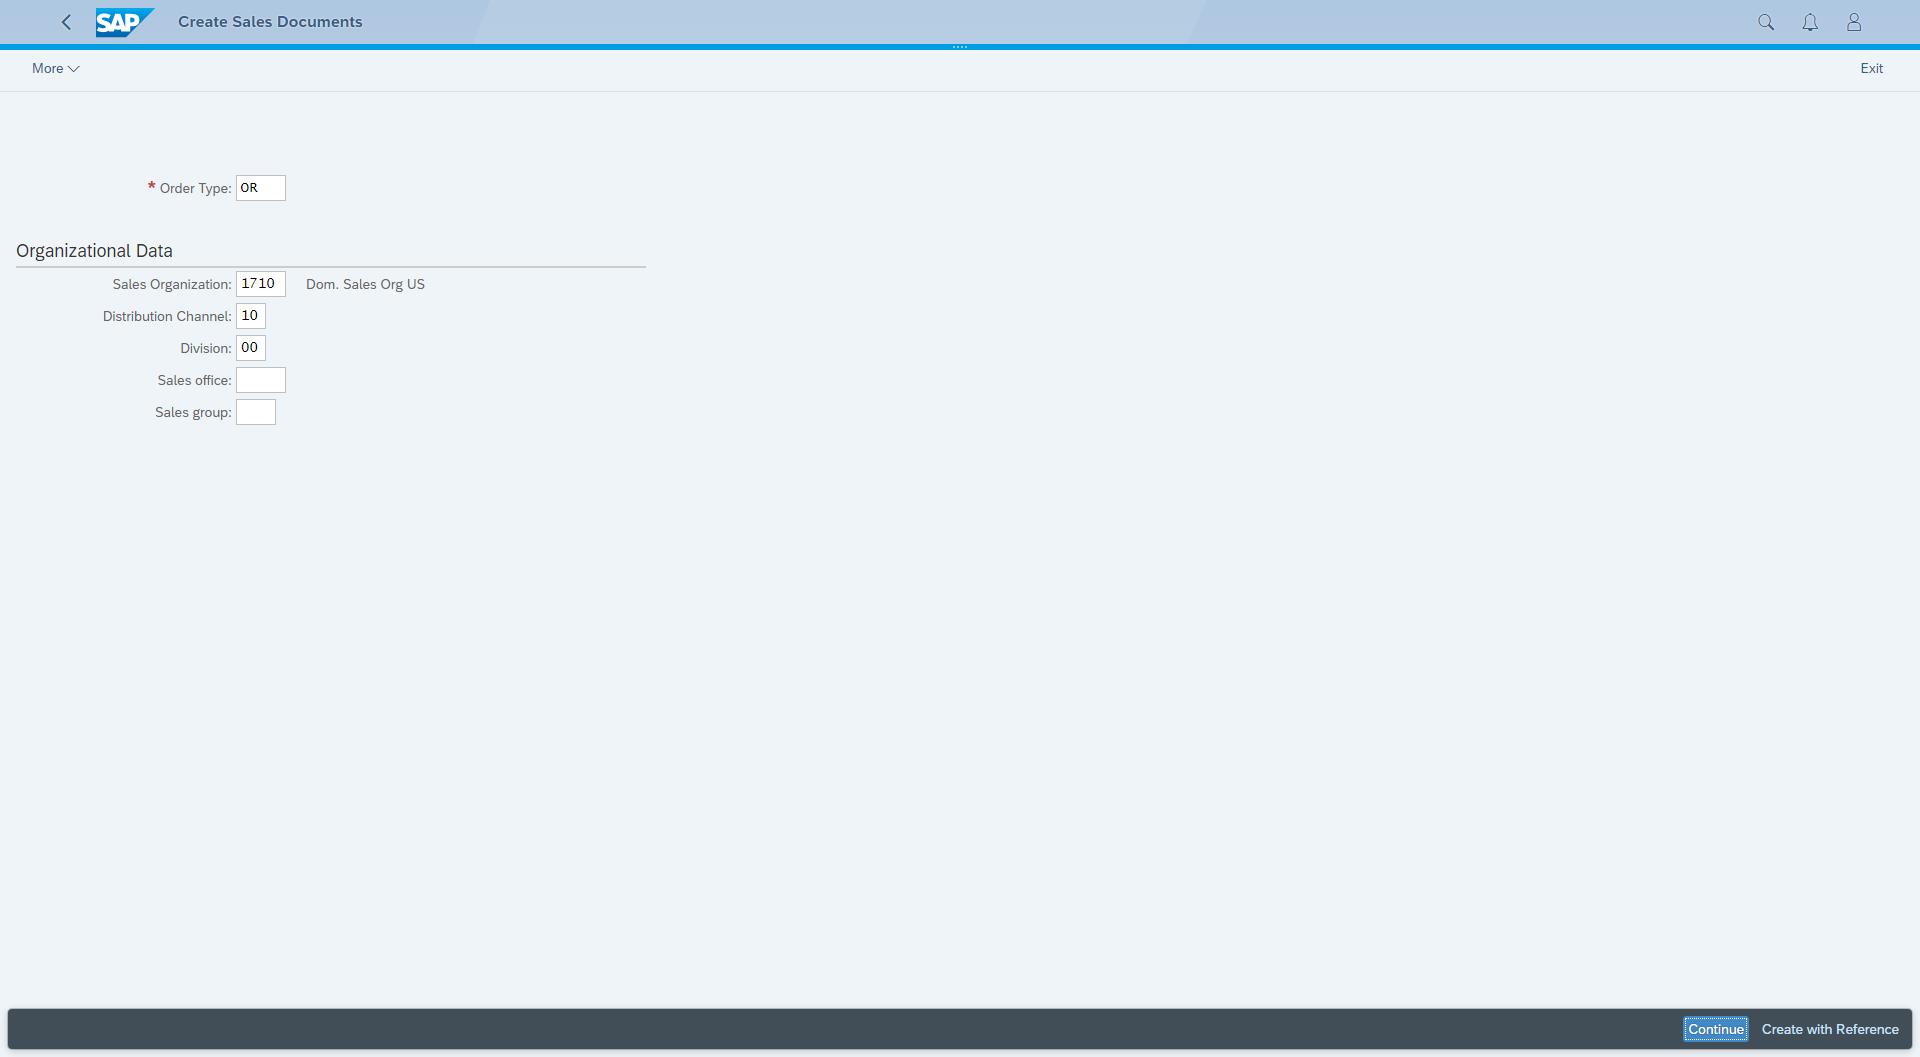 SAP Create Sales Documents
More Exit
* Order Type: OR
Organizational Data
Sales Organization: 1710 Dom. Sales Org US
Distribution Channel: 10
Division: 00
Sales office:
Sales group:
Continue Create with Reference